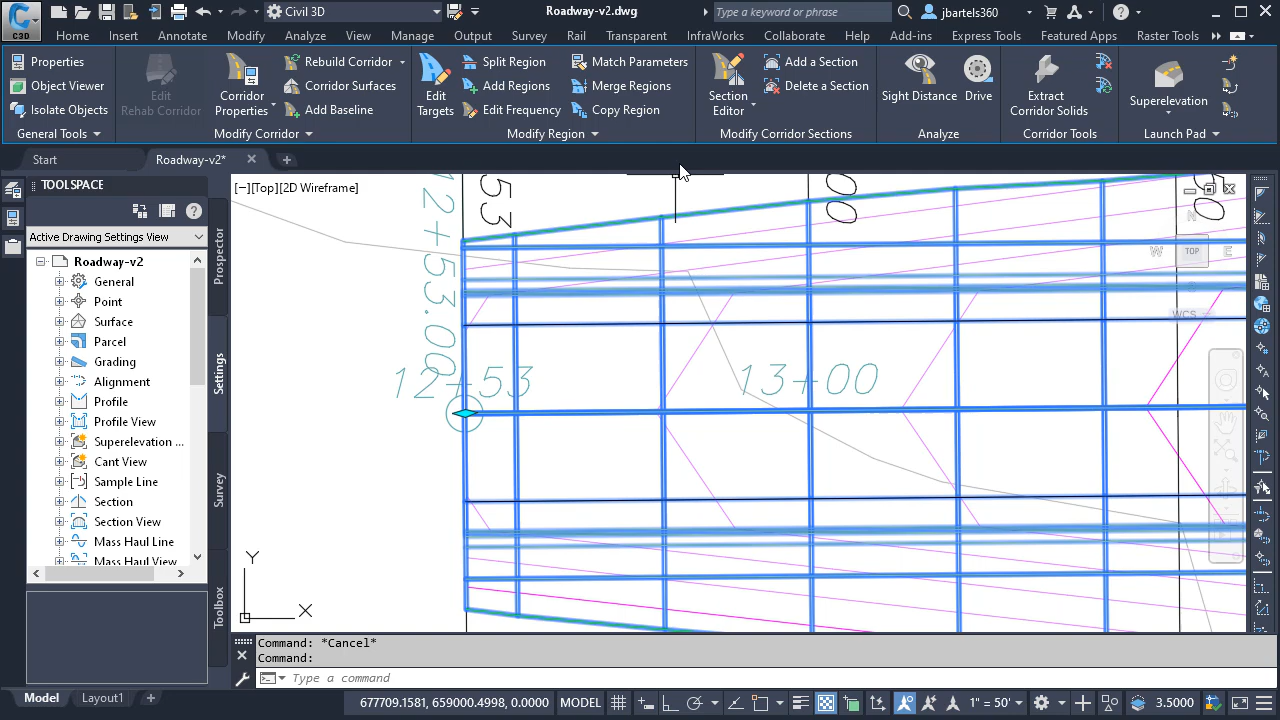 C3D
Civil 3D
Roadway-v2.dwg
Type a keyword or phrase
jbartels360
Home Insert Annotate Modify Analyze View Manage Output Survey Rail Transparent InfraWorks Collaborate Help Add-ins Express Tools Featured Apps Raster Tools
Properties
Object Viewer
Isolate Objects
General Tools
Edit
Rehab Corridor
Corridor
Properties
Rebuild Corridor
Corridor Surfaces
Add Baseline
Modify Corridor
Edit
Targets
Split Region
Add Regions
Edit Frequency
Match Parameters
Merge Regions
Copy Region
Modify Region
Section
Editor
Add a Section
Delete a Section
Modify Corridor Sections
Sight Distance
Drive
Analyze
Extract
Corridor Solids
Corridor Tools
Superelevation
Launch Pad
Start
Roadway-v2*
TOOLSPACE
Active Drawing Settings View
Roadway-v2
General
Point
Surface
Parcel
Grading
Alignment
Profile
Profile View
Superelevation ...
Cant View
Sample Line
Section
Section View
Mass Haul Line
Mass Haul View
Prospector
Settings
Survey
Toolbox
[−][Top][2D Wireframe]
12+53.00
53
00
12+53
13+00
N
W
TOP
E
WCS
Y
X
Command: *Cancel*
Command:
Type a command
Model
Layout1
677709.1581, 659000.4998, 0.0000
MODEL
1" = 50'
3.5000